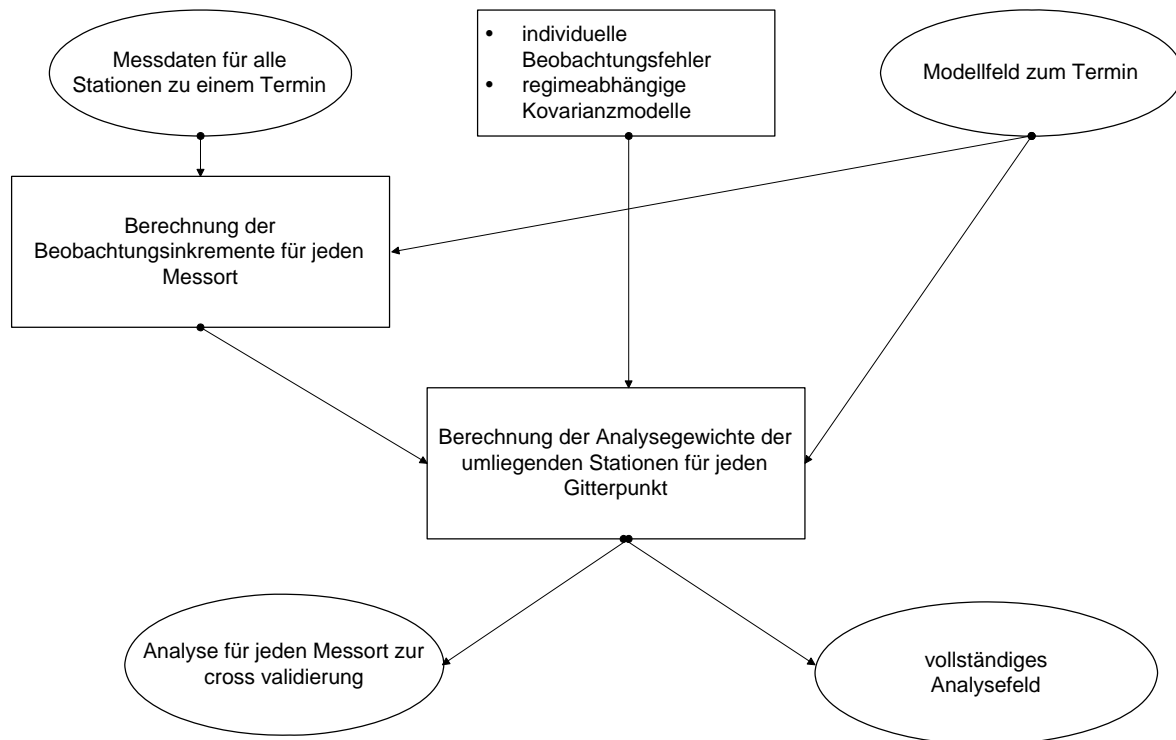 Messdaten für alle
Stationen zu einem Termin
• individuelle
Beobachtungsfehler
• regimeabhängige
Kovarianzmodelle
Modellfeld zum Termin
Berechnung der
Beobachtungsinkremente für jeden
Messort
Berechnung der Analysegewichte der
umliegenden Stationen für jeden
Gitterpunkt
Analyse für jeden Messort zur
cross validierung
vollständiges
Analysefeld